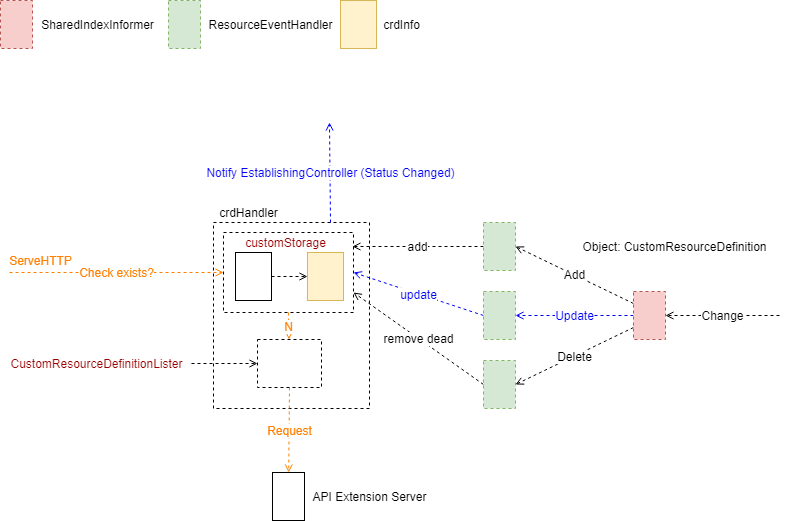 SharedIndexInformer
ResourceEventHandler
crdInfo
Notify EstablishingController (Status Changed)
crdHandler
customStorage
add
Object: CustomResourceDefinition
ServeHTTP
Check exists?
Add
update
Update
Change
N
remove dead
Delete
CustomResourceDefinitionLister
Request
API Extension Server